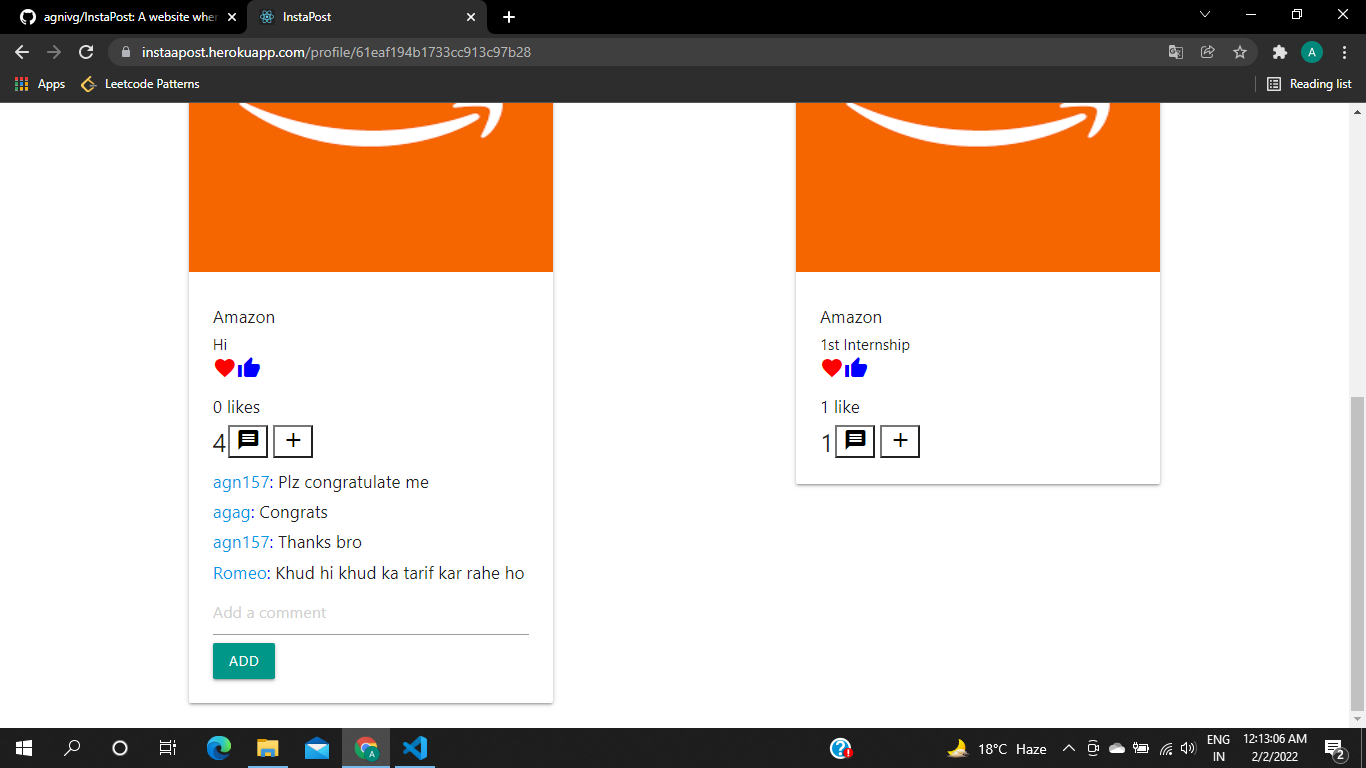 agnivg/InstaPost: A website wher
InstaPost
instaapost.herokuapp.com/profile/61eaf194b1733cc913c97b28
A
Apps
Leetcode Patterns
Reading list
Amazon
Hi
0 likes
4
agn157: Plz congratulate me
agag: Congrats
agn157: Thanks bro
Romeo: Khud hi khud ka tarif kar rahe ho
Add a comment
ADD
Amazon
1st Internship
1 like
1
A
18°C Haze
ENG
IN
12:13:06 AM
2/2/2022
2